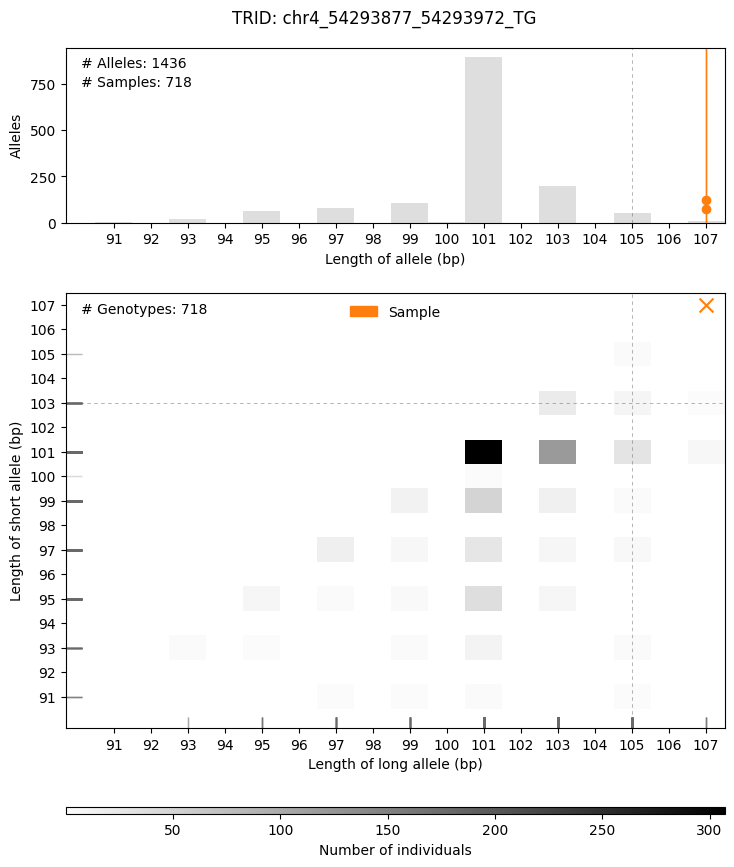 TRID: chr4_54293877_54293972_TG
# Alleles: 1436
# Samples: 718
Alleles
750
500
250
0
91 92 93 94 95 96 97 98 99 100 101 102 103 104 105 106 107
Length of allele (bp)
# Genotypes: 718
Sample
Length of short allele (bp)
107
106
105
104
103
102
101
100
99
98
97
96
95
94
93
92
91
91 92 93 94 95 96 97 98 99 100 101 102 103 104 105 106 107
Length of long allele (bp)
50 100 150 200 250 300
Number of individuals